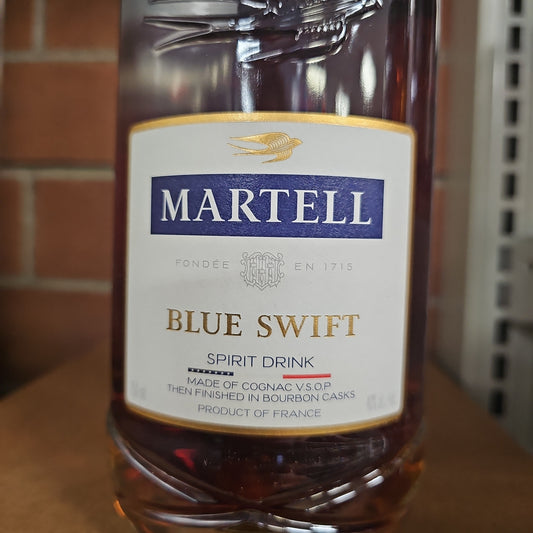 MARTELL
FONDÉE EN 1715
BLUE SWIFT
SPIRIT DRINK
MADE OF COGNAC V.S.O.P
THEN FINISHED IN BOURBON CASKS
PRODUCT OF FRANCE